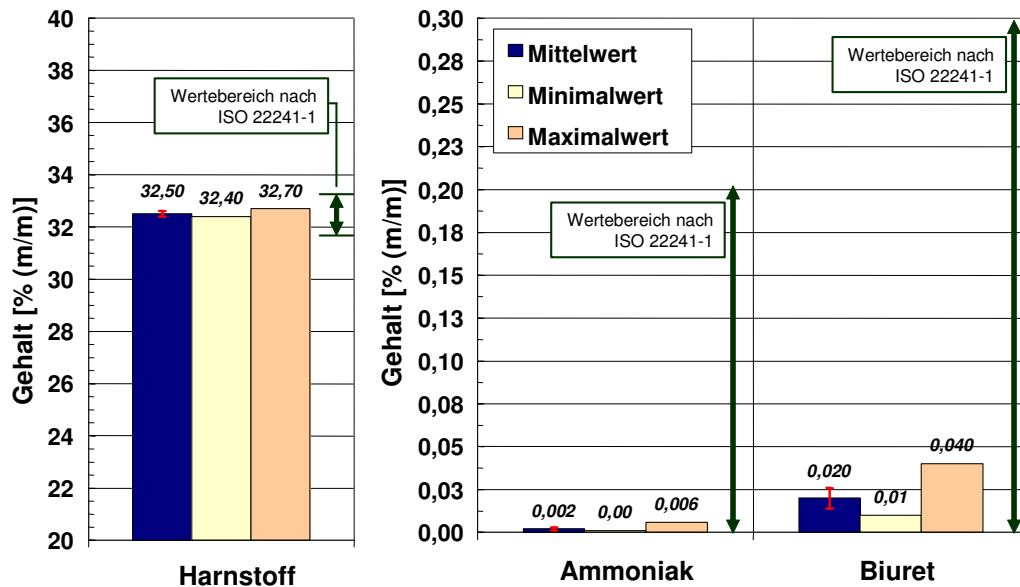 Gehalt [% (m/m)]
40
38
36
34
32
30
28
26
24
22
20
Wertebereich nach
ISO 22241-1
32,50
32,40
32,70
Harnstoff
Gehalt [% (m/m)]
0,30
0,28
0,25
0,23
0,20
0,18
0,15
0,13
0,10
0,08
0,05
0,03
0,00
Mittelwert
Minimalwert
Maximalwert
Wertebereich nach
ISO 22241-1
Wertebereich nach
ISO 22241-1
0,002
0,00
0,006
0,020
0,01
0,040
Ammoniak
Biuret